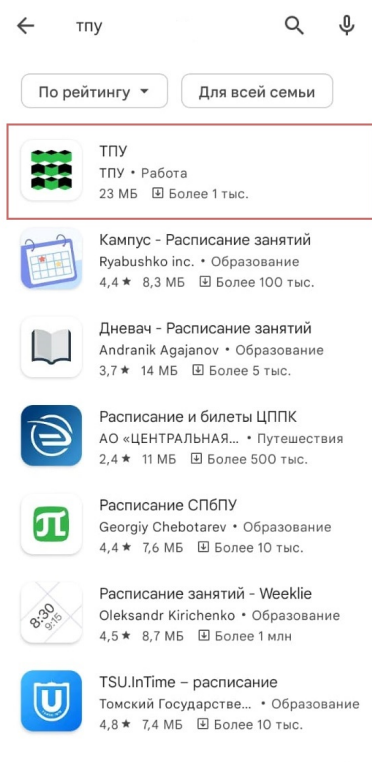 тпу
По рейтингу
Для всей семьи
ТПУ
ТПУ • Работа
23 МБ Более 1 тыс.
Кампус - Расписание занятий
Ryabushko inc. • Образование
4,4★ 8,3 МБ Более 100 тыс.
Дневач - Расписание занятий
Andranik Agajanov • Образование
3,7★ 14 МБ Более 5 тыс.
Расписание и билеты ЦППК
АО «ЦЕНТРАЛЬНАЯ... • Путешествия
2,4★ 11 МБ Более 500 тыс.
Расписание СПбПУ
Georgiy Chebotarev • Образование
4,4★ 7,6 МБ Более 10 тыс.
8:30
9:15
Расписание занятий - Weeklie
Oleksandr Kirichenko • Образование
4,5★ 8,7 МБ Более 1 млн
TSU.InTime – расписание
Томский Государстве... • Образование
4,8★ 7,4 МБ Более 10 тыс.